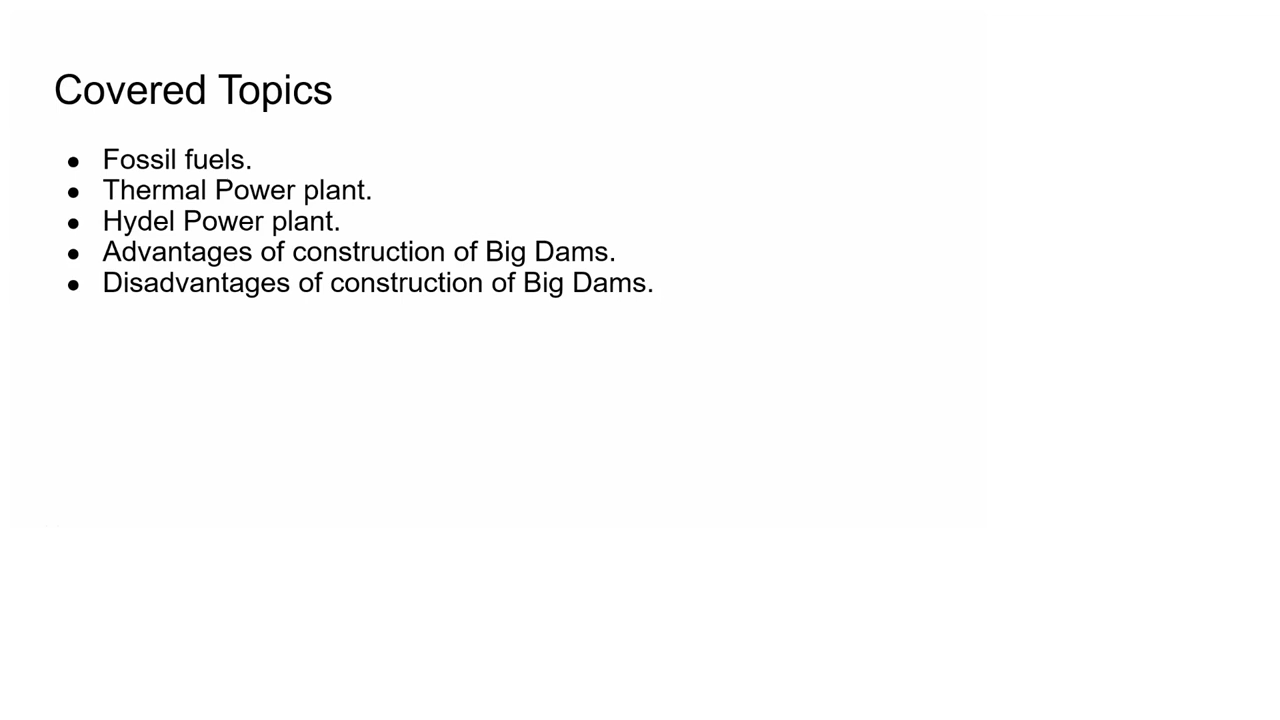 Covered Topics
● Fossil fuels.
● Thermal Power plant.
● Hydel Power plant.
● Advantages of construction of Big Dams.
● Disadvantages of construction of Big Dams.